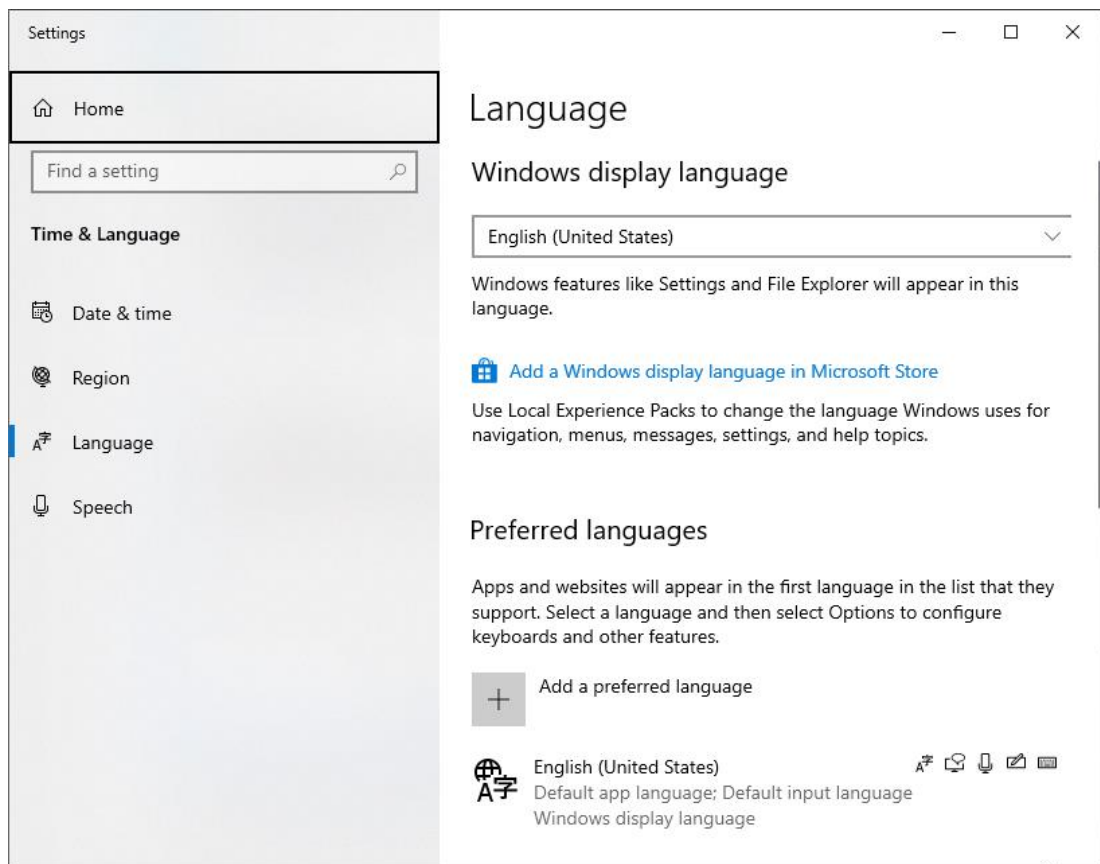 Settings
Home
Find a setting
Time & Language
Date & time
Region
Language
Speech
Language
Windows display language
English (United States)
Windows features like Settings and File Explorer will appear in this
language.
Add a Windows display language in Microsoft Store
Use Local Experience Packs to change the language Windows uses for
navigation, menus, messages, settings, and help topics.
Preferred languages
Apps and websites will appear in the first language in the list that they
support. Select a language and then select Options to configure
keyboards and other features.
Add a preferred language
English (United States)
Default app language; Default input language
Windows display language